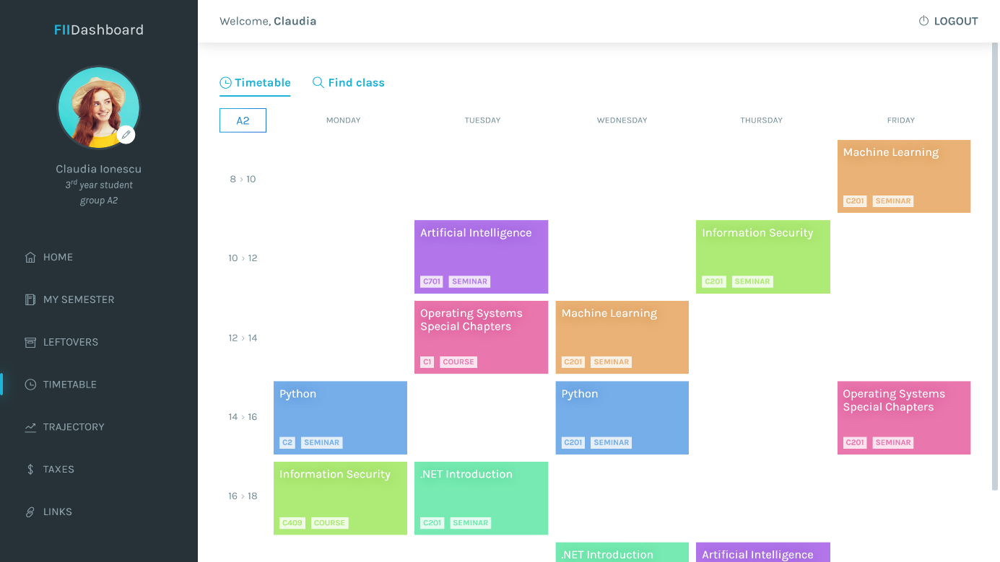 FIIDashboard
Claudia Ionescu
3rd year student
group A2
HOME
MY SEMESTER
LEFTOVERS
TIMETABLE
TRAJECTORY
TAXES
LINKS
Welcome, Claudia
LOGOUT
Timetable Find class
A2 MONDAY TUESDAY WEDNESDAY THURSDAY FRIDAY
8 > 10
Machine Learning
C201 SEMINAR
10 > 12
Artificial Intelligence
C701 SEMINAR
Information Security
C201 SEMINAR
12 > 14
Operating Systems
Special Chapters
C1 COURSE
Machine Learning
C201 SEMINAR
14 > 16
Python
C2 SEMINAR
Python
C201 SEMINAR
Operating Systems
Special Chapters
C201 SEMINAR
16 > 18
Information Security
C409 COURSE
.NET Introduction
C201 SEMINAR
.NET Introduction
Artificial Intelligence